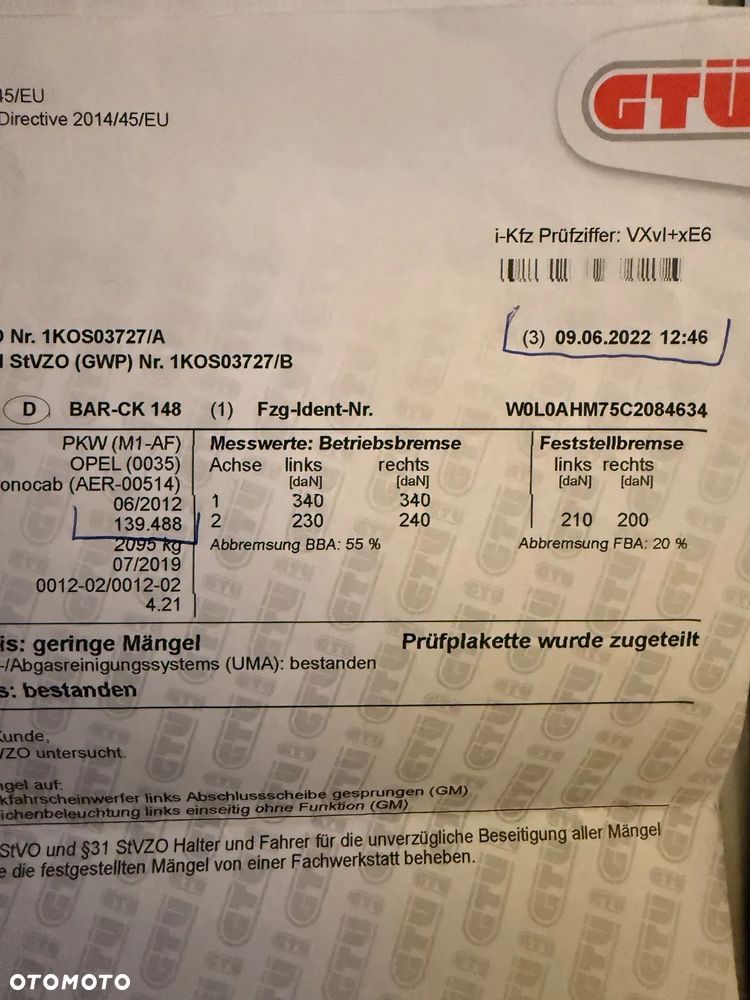 45/EU
Directive 2014/45/EU
GTÜ
i-Kfz Prüfziffer: VXvI+xE6
Nr. 1KOS03727/A
(3) 09.06.2022 12:46
StVZO (GWP) Nr. 1KOS03727/B
D BAR-CK 148 (1) Fzg-Ident-Nr. W0L0AHM75C2084634
PKW (M1-AF) Messwerte: Betriebsbremse Feststellbremse
OPEL (0035) Achse links rechts links rechts
[daN] [daN] [daN] [daN]
onocab (AER-00514)
06/2012 1 340 340
139.488 2 230 240 210 200
2095 kg Abbremsung BBA: 55 % Abbremsung FBA: 20 %
07/2019
0012-02/0012-02
4.21
is: geringe Mängel Prüfplakette wurde zugeteilt
-/Abgasreinigungssystems (UMA): bestanden
s: bestanden
Kunde,
VZO untersucht.
ngel auf:
kfahrscheinwerfer links Abschlussscheibe gesprungen (GM)
ichenbeleuchtung links einseitig ohne Funktion (GM)
StVO und §31 StVZO Halter und Fahrer für die unverzügliche Beseitigung aller Mängel
e die festgestellten Mängel von einer Fachwerkstatt beheben.
OTOMOTO